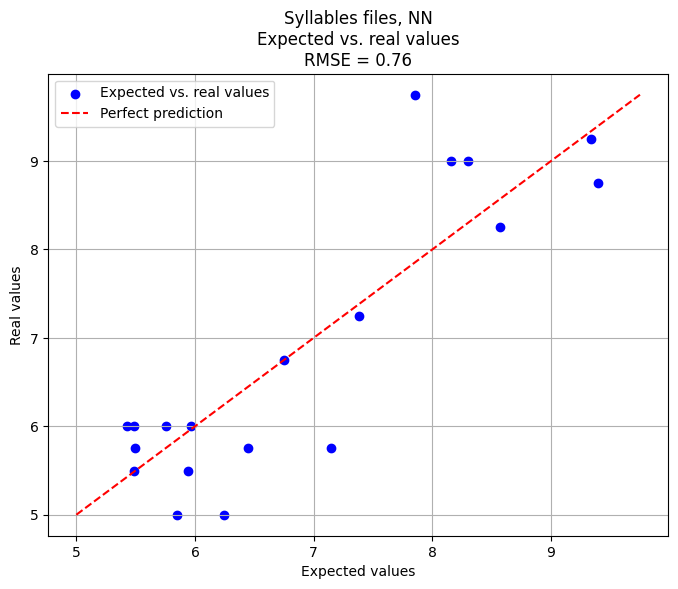 Syllables files, NN
Expected vs. real values
RMSE = 0.76
Expected vs. real values
Perfect prediction
9
8
7
6
5
Real values
5 6 7 8 9
Expected values